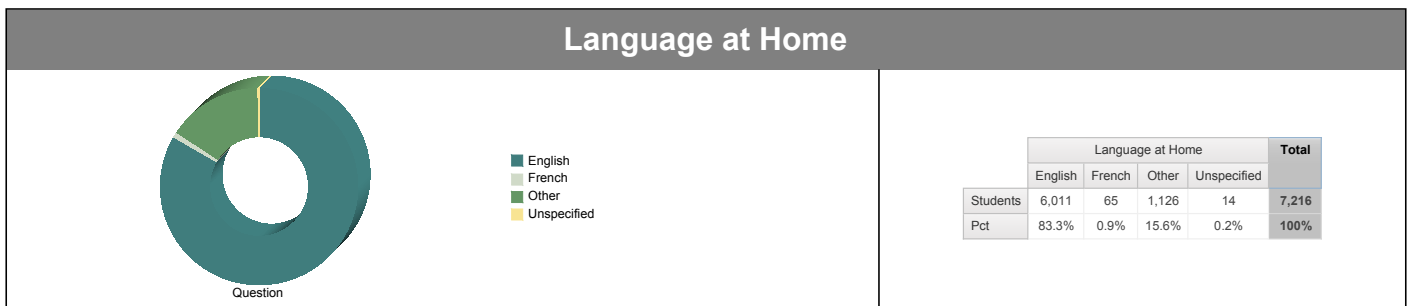 Language at Home
English
French
Other
Unspecified
Question
Language at Home Total
English French Other Unspecified
Students 6,011 65 1,126 14 7,216
Pct 83.3% 0.9% 15.6% 0.2% 100%